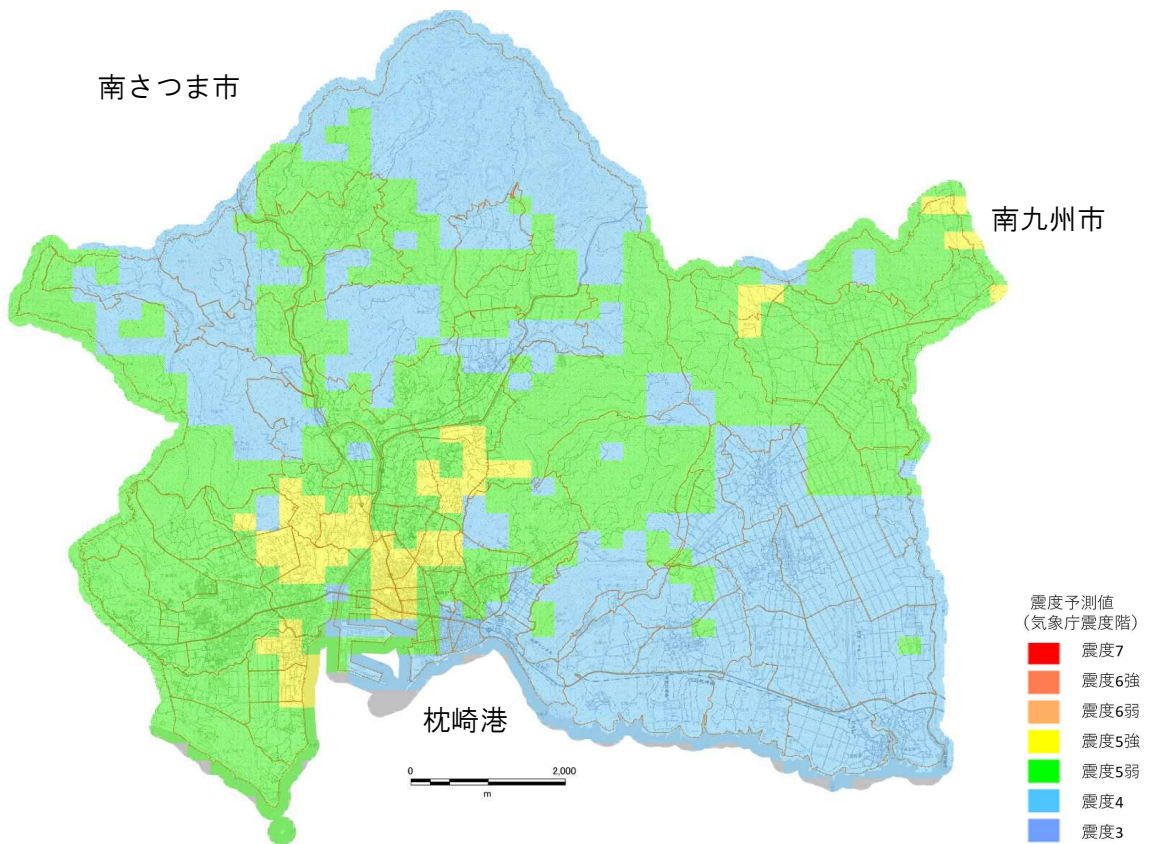 南さつま市
南九州市
枕崎港
0 2,000
m
震度予測値
(気象庁震度階)
震度7
震度6強
震度6弱
震度5強
震度5弱
震度4
震度3